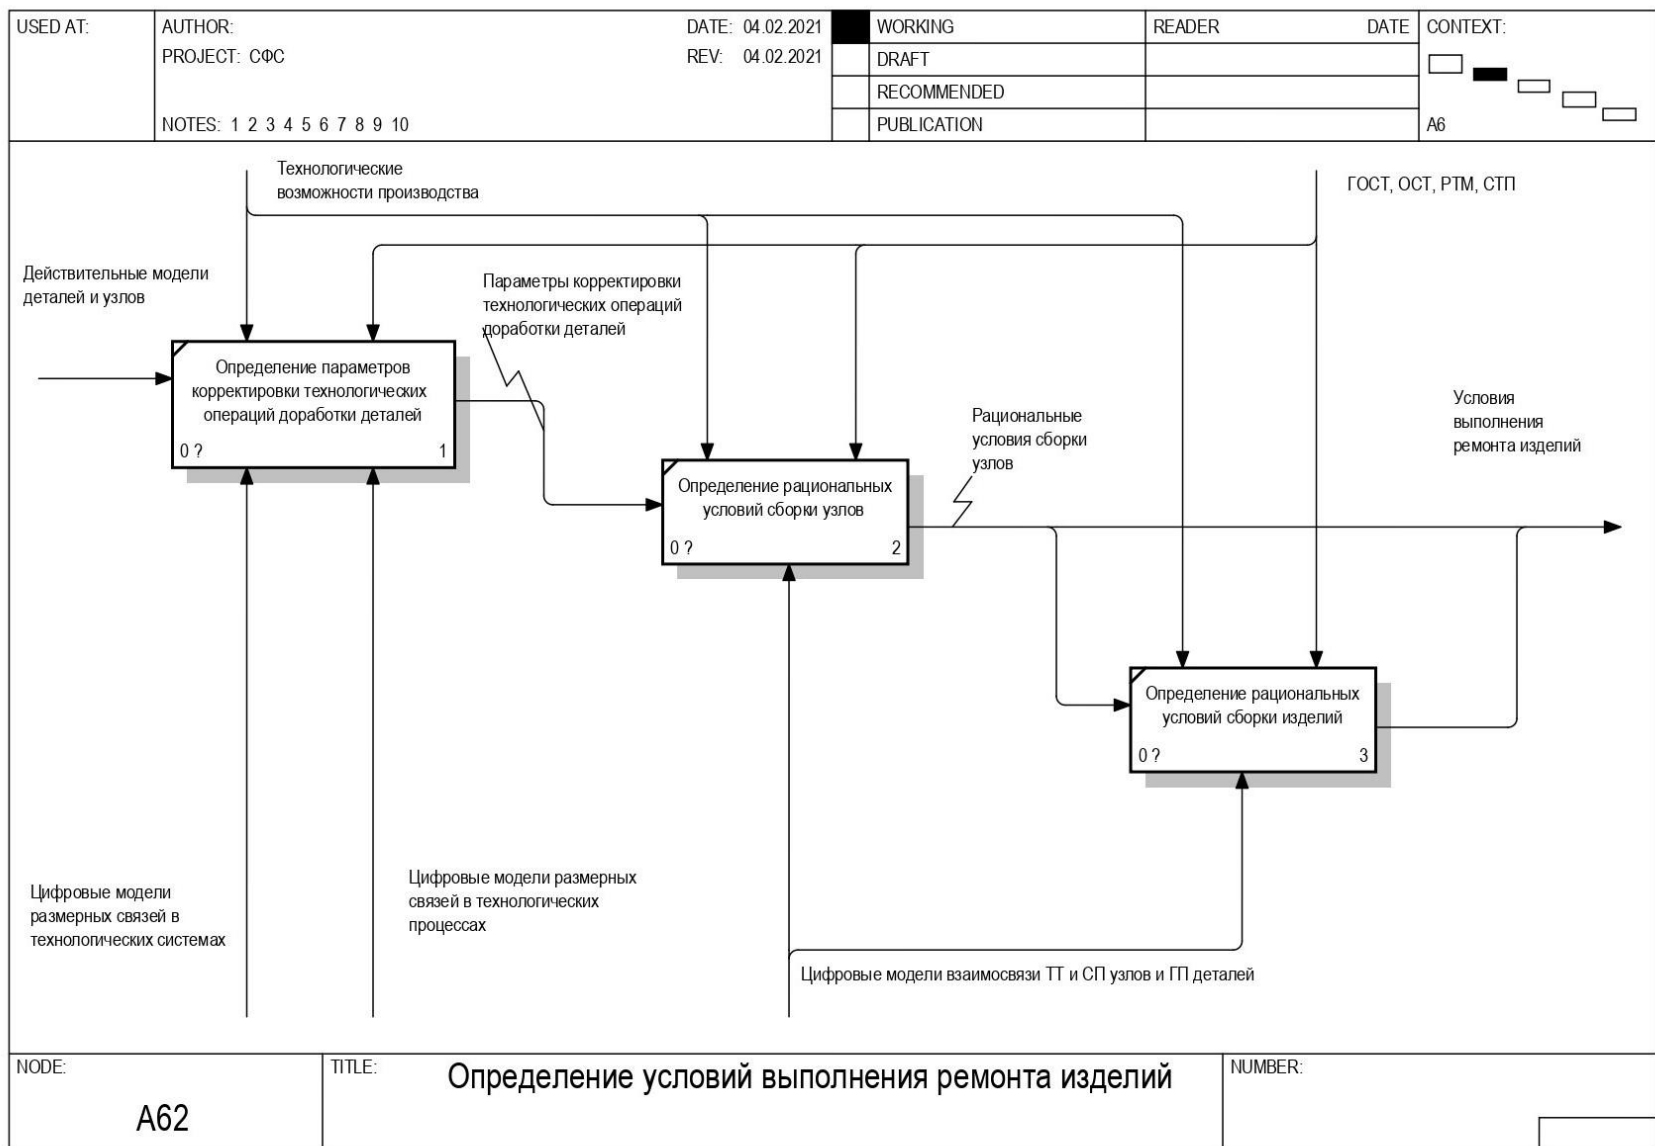 USED AT:
AUTHOR:
DATE: 04.02.2021
WORKING
READER
DATE
CONTEXT:
PROJECT: СФС
REV: 04.02.2021
DRAFT
RECOMMENDED
NOTES: 1 2 3 4 5 6 7 8 9 10
PUBLICATION
A6
Технологические
возможности производства
ГОСТ, ОСТ, РТМ, СТП
Действительные модели
деталей и узлов
Параметры корректировки
технологических операций
доработки деталей
Определение параметров
корректировки технологических
операций доработки деталей
0 ?
1
Рациональные
условия сборки
узлов
Условия
выполнения
ремонта изделий
Определение рациональных
условий сборки узлов
0 ?
2
Определение рациональных
условий сборки изделий
0 ?
3
Цифровые модели
размерных связей в
технологических системах
Цифровые модели размерных
связей в технологических
процессах
Цифровые модели взаимосвязи ТТ и СП узлов и ГП деталей
NODE:
A62
TITLE:
Определение условий выполнения ремонта изделий
NUMBER: